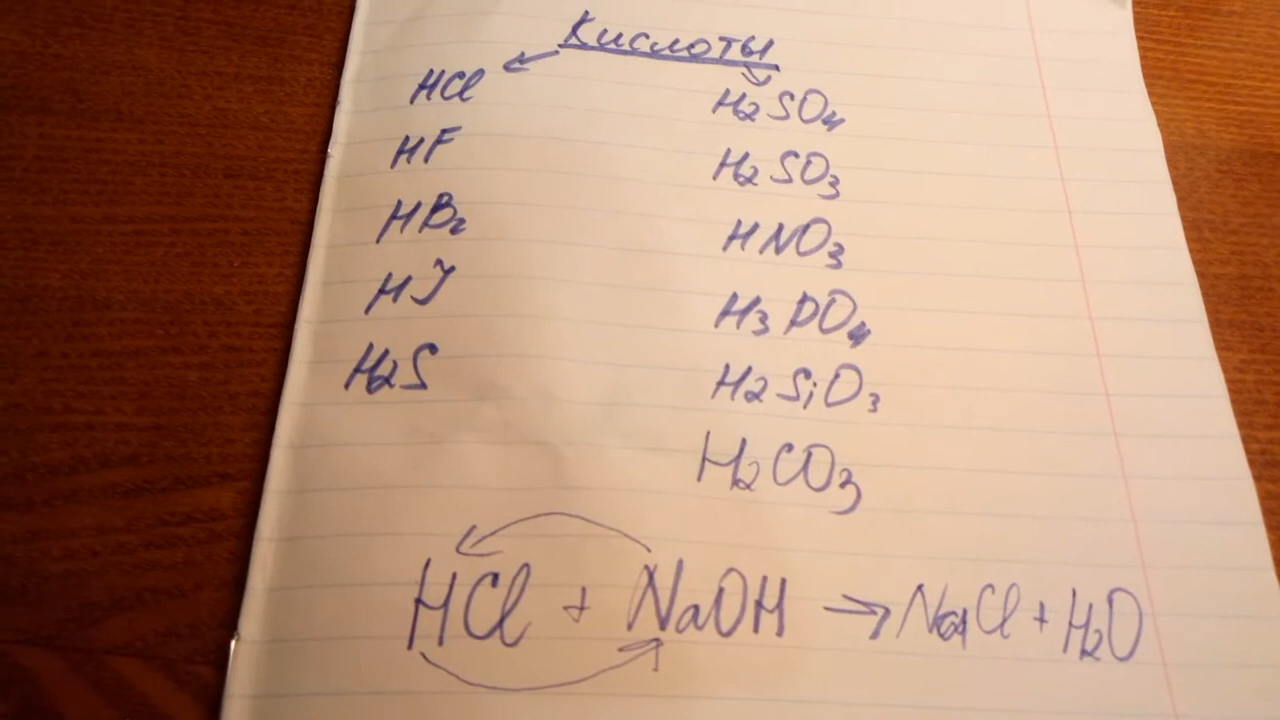 Кислоты
HCl H2SO4
HF H2SO3
HBr HNO3
HJ H3PO4
H2S H2SiO3
H2CO3
HCl + NaOH → NaCl + H2O